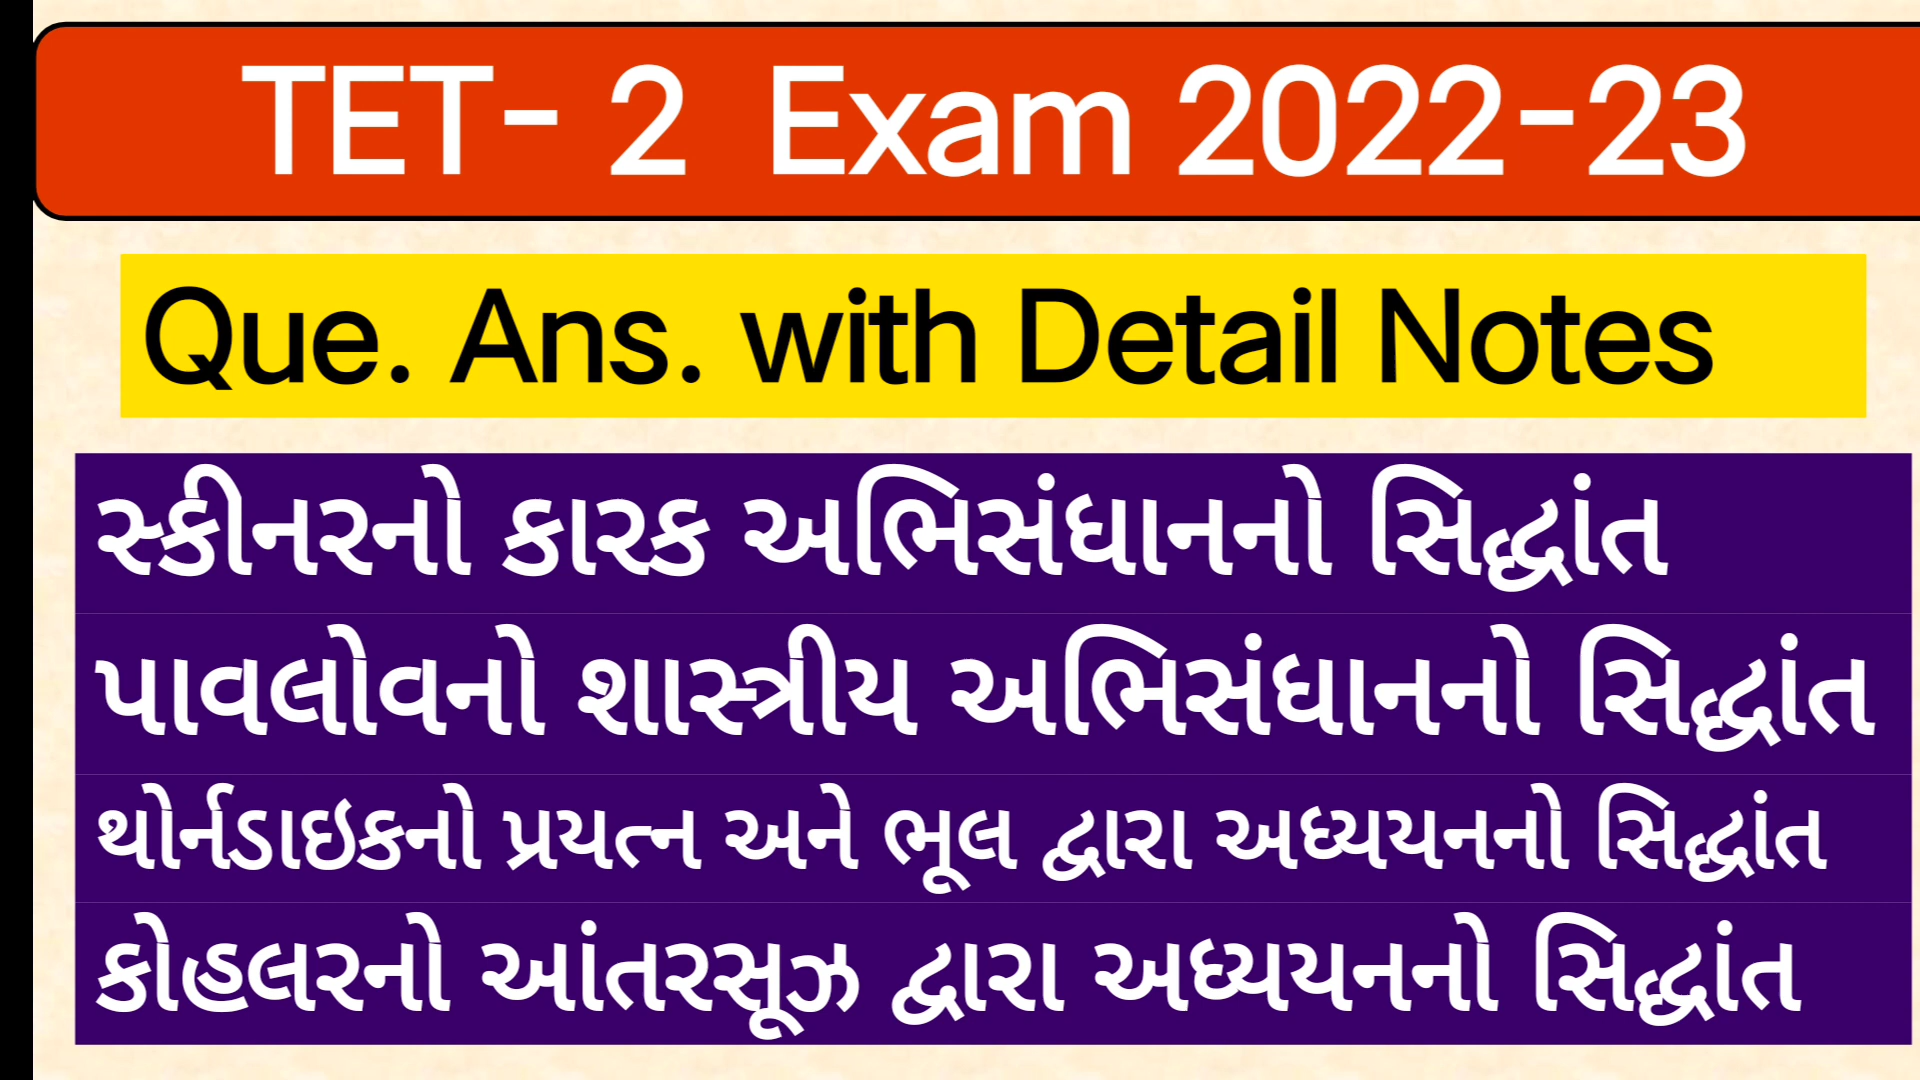 TET- 2 Exam 2022-23
Que. Ans. with Detail Notes
સ્કીનરનો કારક અભિસંધાનનો સિદ્ધાંત
પાવલોવનો શાસ્ત્રીય અભિસંધાનનો સિદ્ધાંત
થોર્નડાઇકનો પ્રયત્ન અને ભૂલ દ્વારા અધ્યયનનો સિદ્ધાંત
કોહલરનો આંતરસૂઝ દ્વારા અધ્યયનનો સિદ્ધાંત